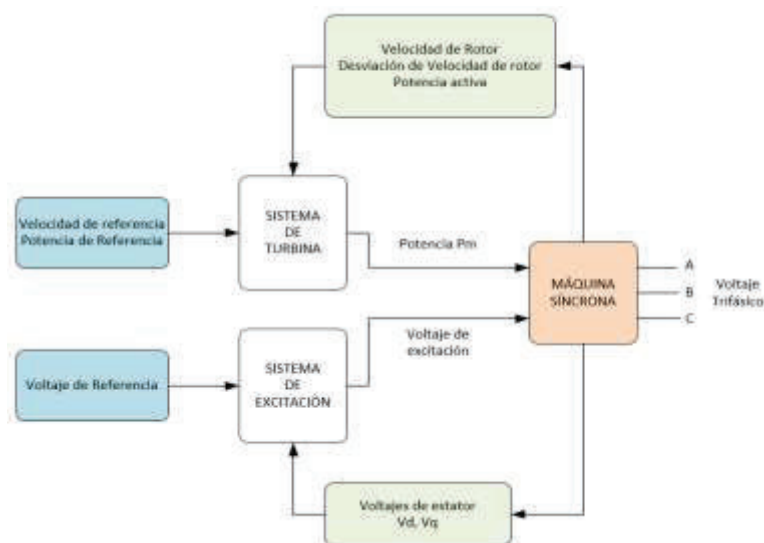 Velocidad de Rotor
Desviación de Velocidad de rotor
Potencia activa
Velocidad de referencia
Potencia de Referencia
SISTEMA
DE
TURBINA
Potencia Pm
MÁQUINA
SÍNCRONA
A
B
C
Voltaje
Trifásico
Voltaje de
excitación
Voltaje de Referencia
SISTEMA
DE
EXCITACIÓN
Voltajes de estator
Vd, Vq